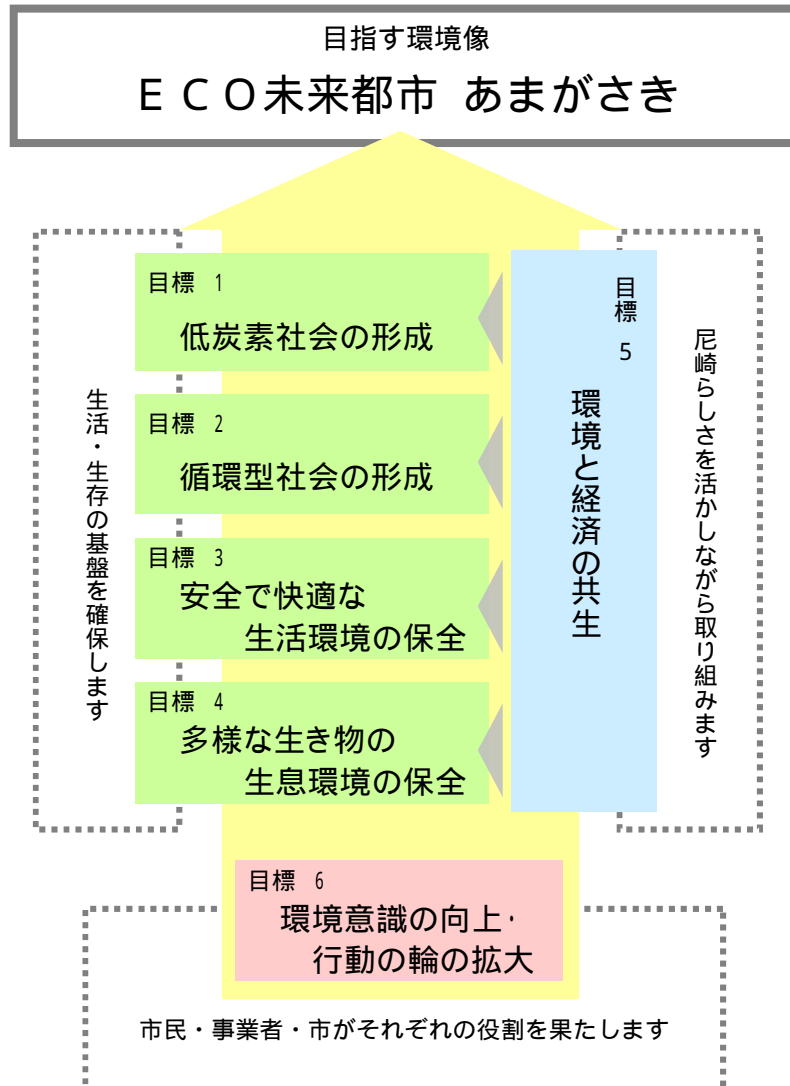 目指す環境像
ＥＣＯ未来都市 あまがさき
生活・生存の基盤を確保します
目標 1
低炭素社会の形成
目標 2
循環型社会の形成
目標 3
安全で快適な
生活環境の保全
目標 4
多様な生き物の
生息環境の保全
目標 5
環境と経済の共生
尼崎らしさを活かしながら取り組みます
目標 6
環境意識の向上・
行動の輪の拡大
市民・事業者・市がそれぞれの役割を果たします